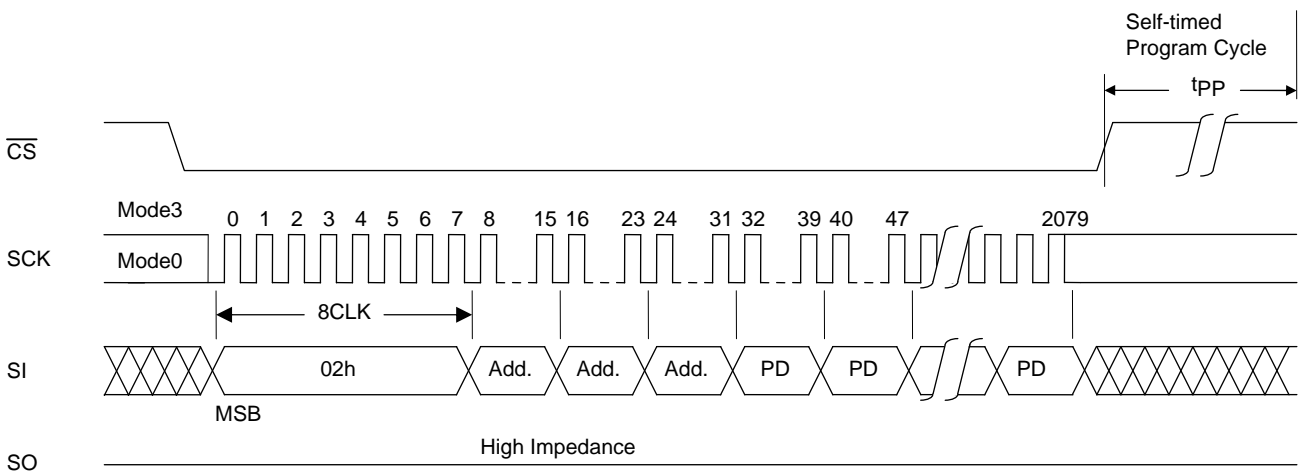 Self-timed
Program Cycle
tPP
CS
Mode3
0 1 2 3 4 5 6 7 8 15 16 23 24 31 32 39 40 47 2079
SCK
Mode0
8CLK
SI
02h Add. Add. Add. PD PD PD
MSB
High Impedance
SO